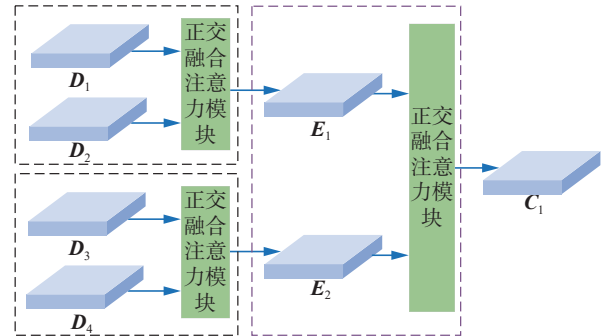 D₁
D₂
正交
融合
注意
力模
块
D₃
D₄
正交
融合
注意
力模
块
E₁
E₂
正交
融合
注意
力模
块
C₁